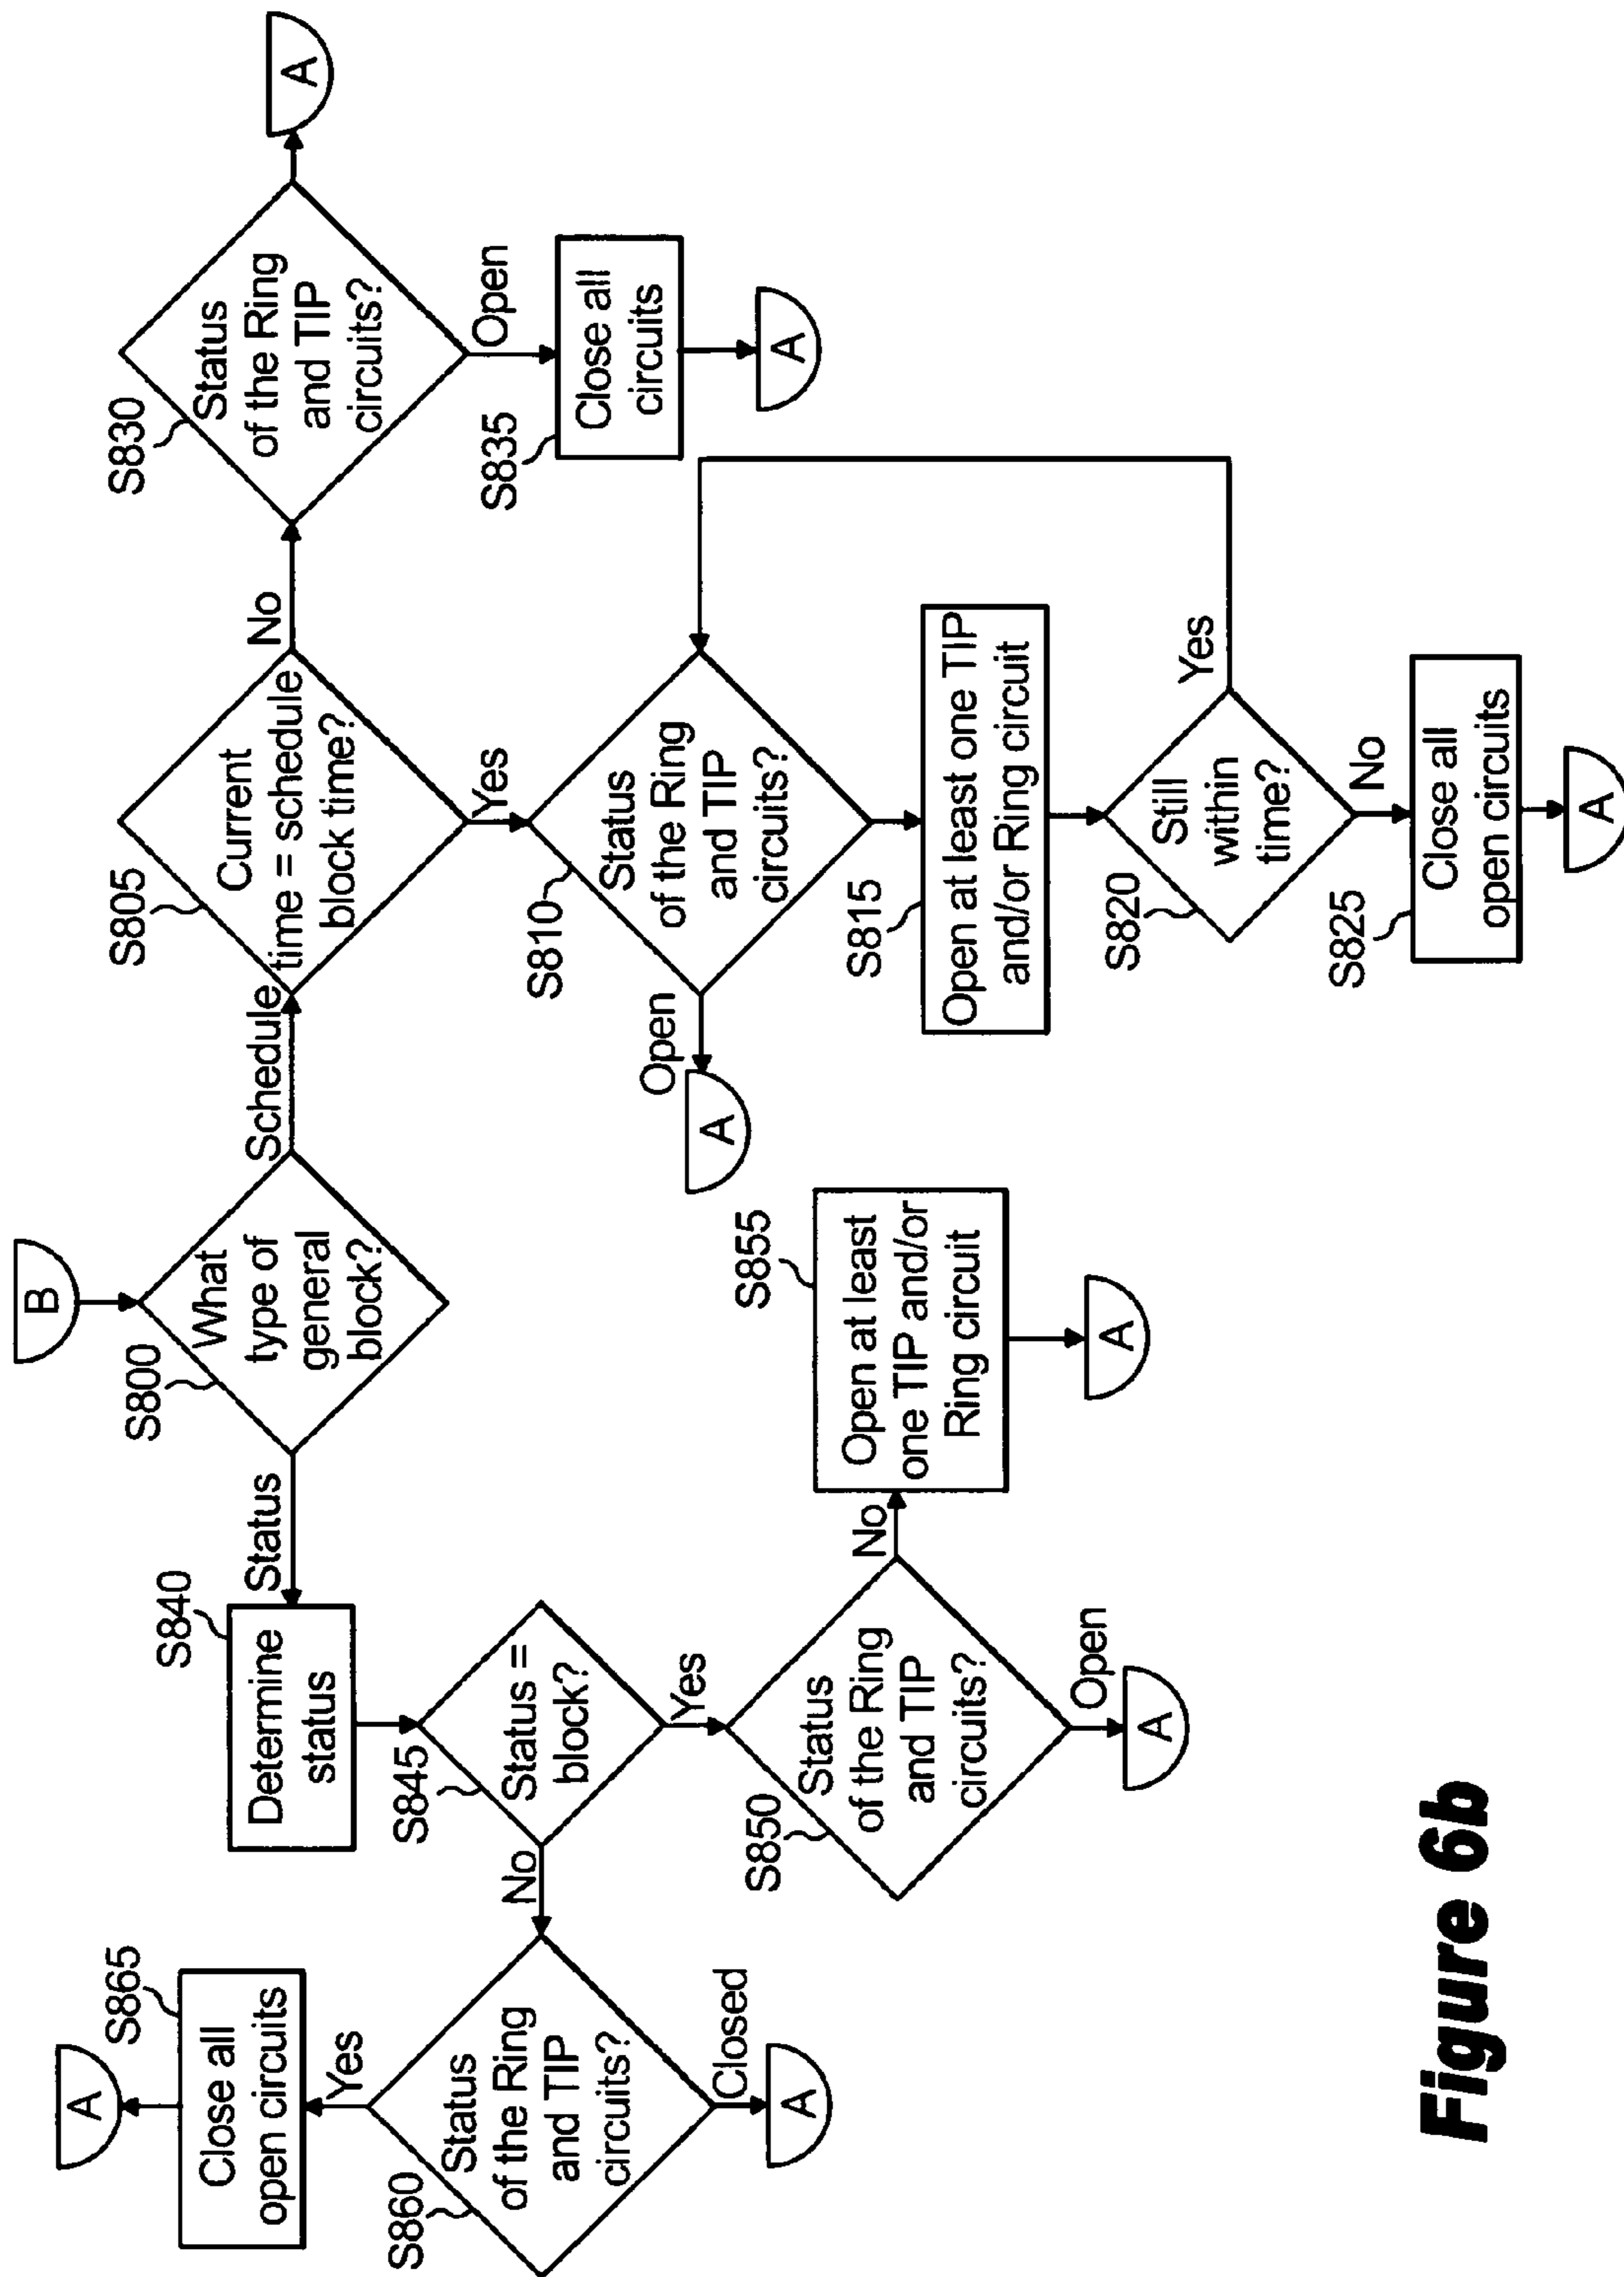 B
S800
What
type of
general
block?
Schedule
S805
Current
time = schedule
block time?
No
S830
Status
of the Ring
and TIP
circuits?
A
Open
S835
Close all
circuits
A
Yes
S810
Status
of the Ring
and TIP
circuits?
Open
A
S815
Open at least one TIP
and/or Ring circuit
S820
Still
within
time?
Yes
No
S825
Close all
open circuits
A
Status
S840
Determine
status
S845
Status =
block?
Yes
S850
Status
of the Ring
and TIP
circuits?
No
S855
Open at least
one TIP and/or
Ring circuit
A
Open
A
No
S860
Status
of the Ring
and TIP
circuits?
Yes
S865
Close all
open circuits
A
Closed
A
Figure 6b